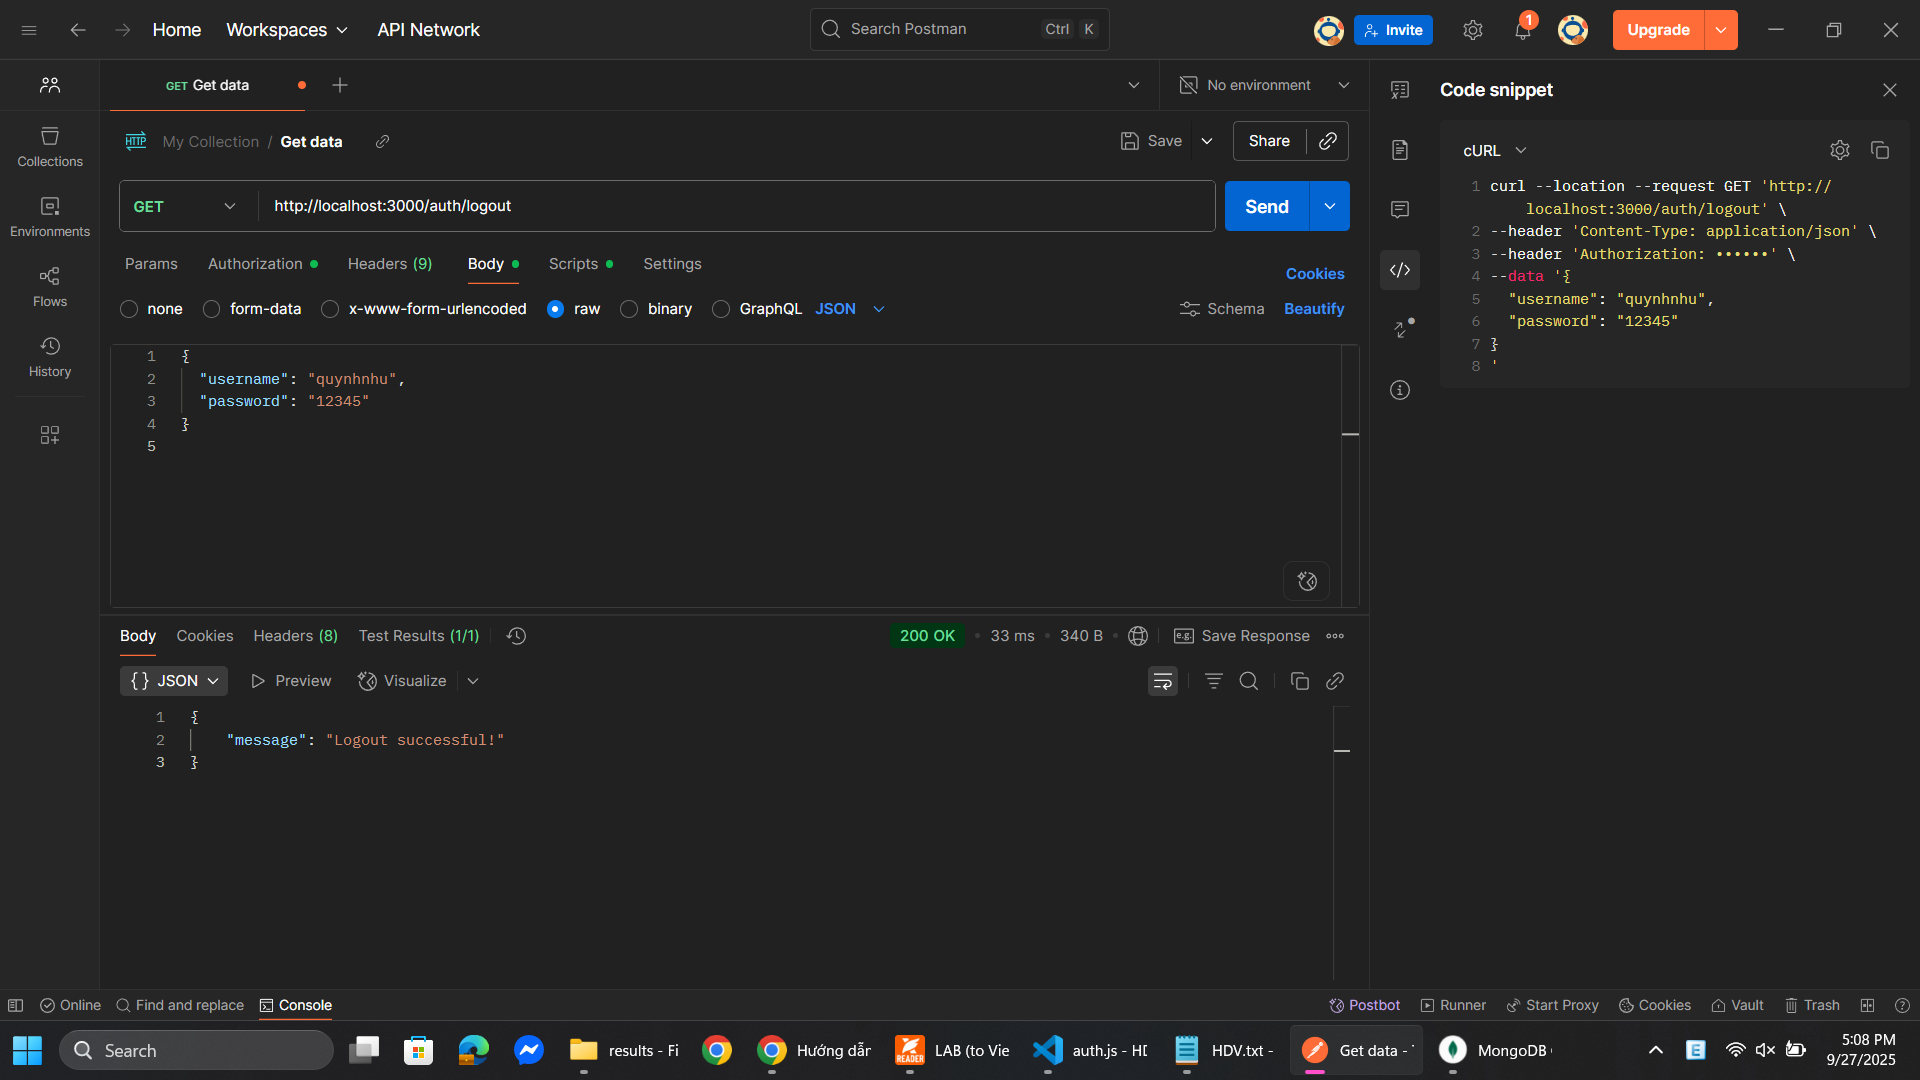 Home Workspaces API Network Search Postman Ctrl K Invite 1 Upgrade
GET Get data No environment Code snippet
HTTP My Collection / Get data Save Share
cURL
GET http://localhost:3000/auth/logout Send
1 curl --location --request GET 'http://
localhost:3000/auth/logout' \
2 --header 'Content-Type: application/json' \
3 --header 'Authorization: ••••••' \
4 --data '{
5 "username": "quynhnhu",
6 "password": "12345"
7 }
8 '
Collections
Environments
Flows
History
Params Authorization Headers (9) Body Scripts Settings Cookies
none form-data x-www-form-urlencoded raw binary GraphQL JSON Schema Beautify
1 {
2 "username": "quynhnhu",
3 "password": "12345"
4 }
5
Body Cookies Headers (8) Test Results (1/1) 200 OK • 33 ms • 340 B • e.g. Save Response
{} JSON Preview Visualize
1 {
2 "message": "Logout successful!"
3 }
Online Find and replace Console Postbot Runner Start Proxy Cookies Vault Trash
Search results - Fi Hướng dẫn READER LAB (to Vie auth.js - HD HDV.txt - Get data - MongoDB E 5:08 PM
9/27/2025